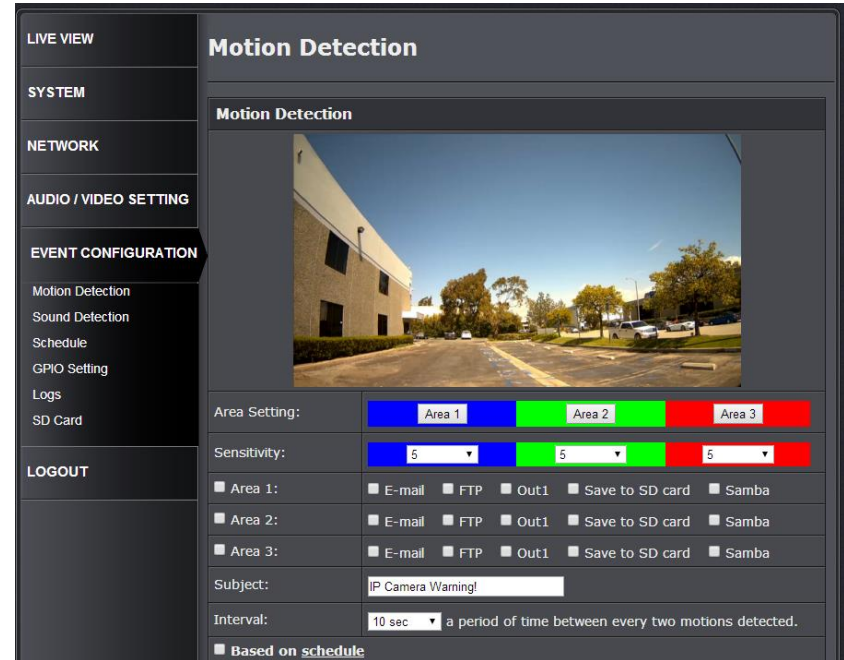 LIVE VIEW
SYSTEM
NETWORK
AUDIO / VIDEO SETTING
EVENT CONFIGURATION
Motion Detection
Sound Detection
Schedule
GPIO Setting
Logs
SD Card
LOGOUT
Motion Detection
Motion Detection
Area Setting: Area 1 Area 2 Area 3
Sensitivity: 5 5 5
Area 1: E-mail FTP Out1 Save to SD card Samba
Area 2: E-mail FTP Out1 Save to SD card Samba
Area 3: E-mail FTP Out1 Save to SD card Samba
Subject: IP Camera Warning!
Interval: 10 sec a period of time between every two motions detected.
Based on schedule